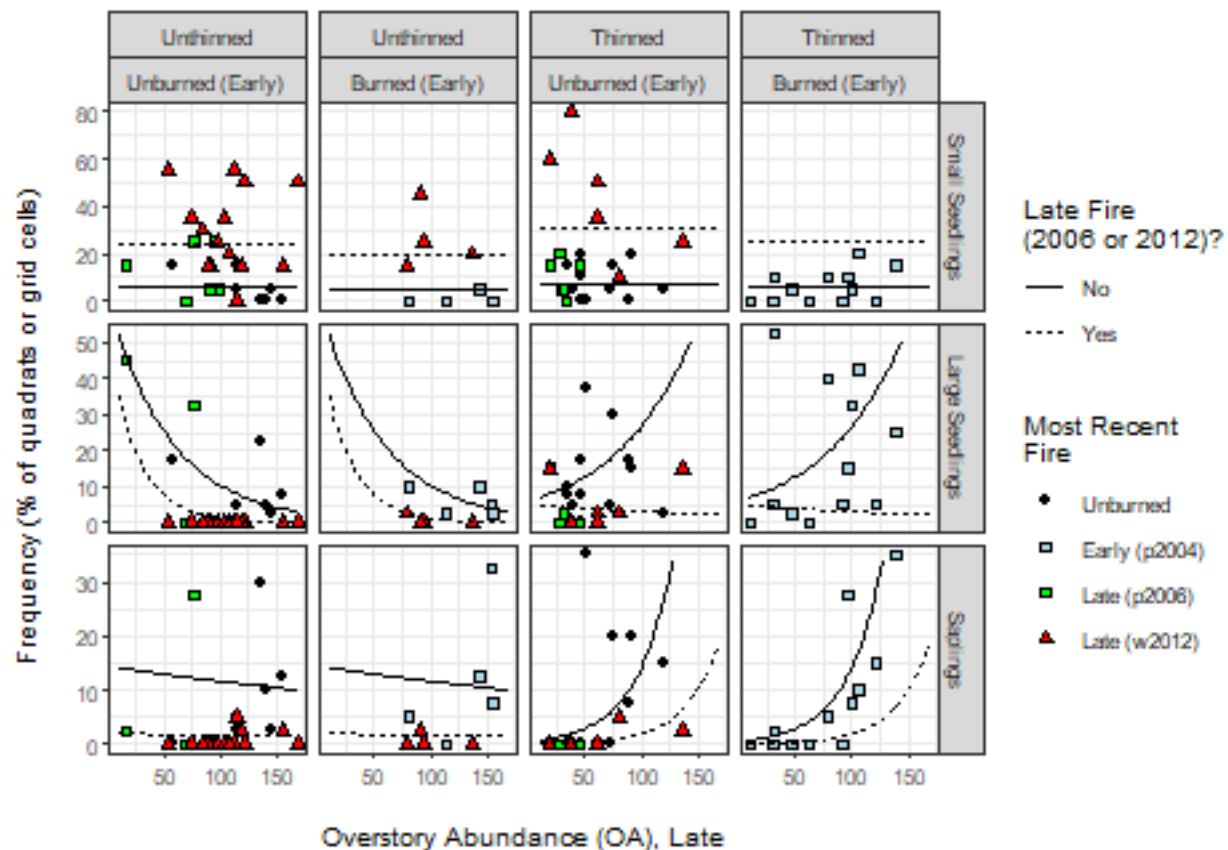 Unthinned Unthinned Thinned Thinned
Unburned (Early) Burned (Early) Unburned (Early) Burned (Early)
80
60
40
20
0
Small Seedlings
50
40
30
20
10
0
Large Seedlings
30
20
10
0
Saplings
50 100 150 50 100 150 50 100 150 50 100 150
Frequency (% of quadrats or grid cells)
Overstory Abundance (OA), Late
Late Fire
(2006 or 2012)?
No
Yes
Most Recent
Fire
Unburned
Early (p2004)
Late (p2006)
Late (w2012)